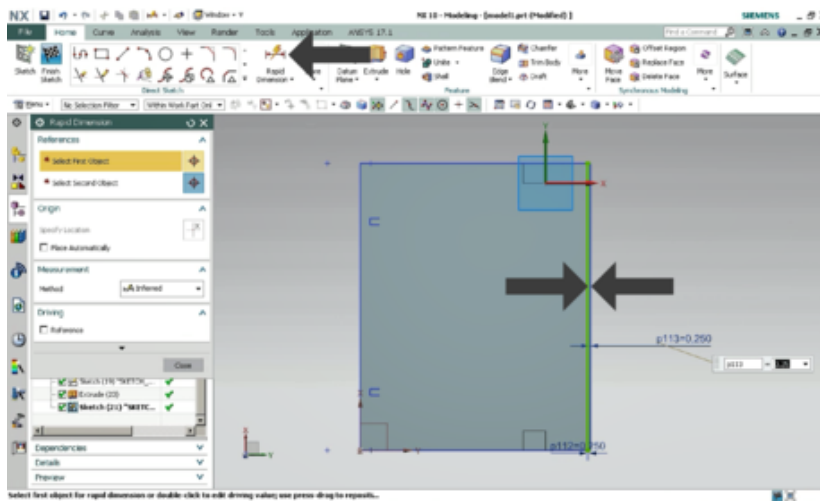 NX
Window
NX 10 - Modeling - [model1.prt (Modified) ]
SIEMENS
File Home Curve Analysis View Render Tools Application ANSYS 17.1
Find a Command
Sketch
Finish Sketch
Direct Sketch
Rapid Dimension
Datum Plane
Extrude
Hole
Pattern Feature
Unite
Shell
Feature
Edge Blend
Chamfer
Trim Body
Draft
More
Move Face
Offset Region
Replace Face
Delete Face
More
Surface
Synchronous Modeling
Menu
No Selection Filter
Within Work Part Onl
Rapid Dimension
References
* Select First Object
* Select Second Object
Origin
Specify Location
Place Automatically
Measurement
Method
Inferred
Driving
Reference
Close
Sketch (19) "SKETCH_...
Extrude (20)
Sketch (21) "SKETC...
Dependencies
Details
Preview
Y
X
p113=0.250
p113 =
X
Y
Y
Select first object for rapid dimension or double-click to edit driving value; use press-drag to reposit...